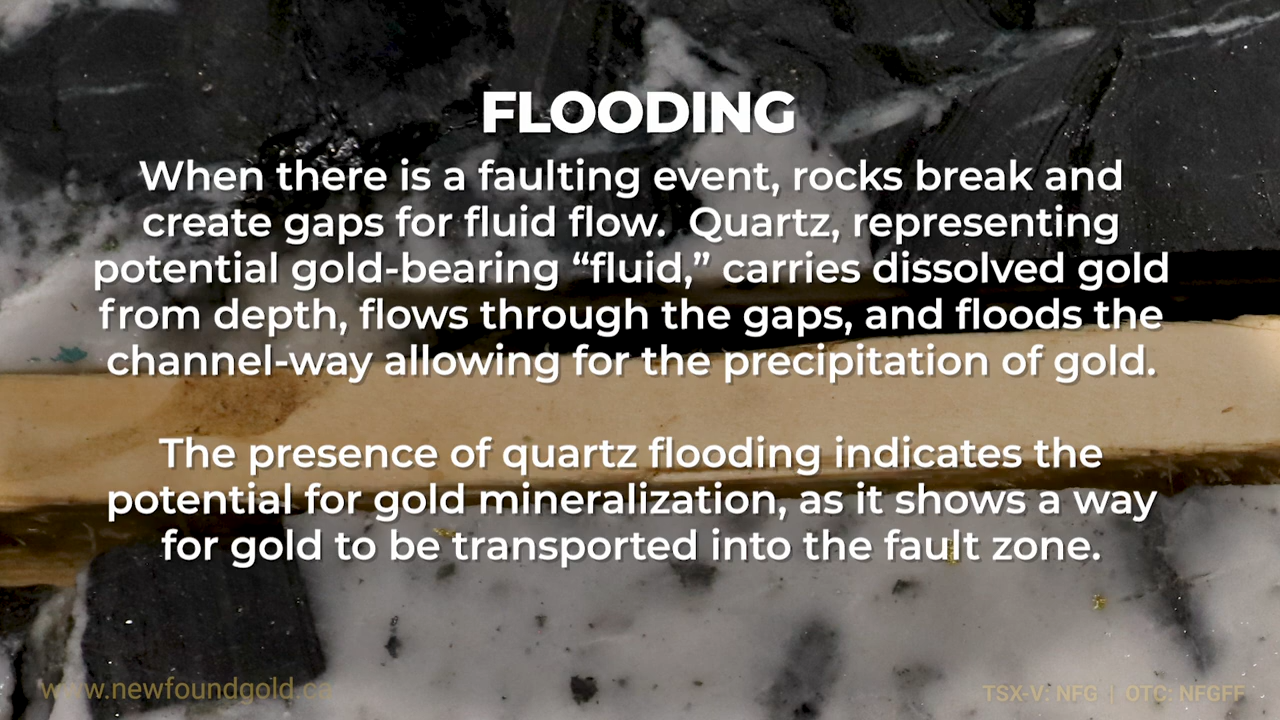 FLOODING
When there is a faulting event, rocks break and
create gaps for fluid flow.  Quartz, representing
potential gold-bearing “fluid,” carries dissolved gold
from depth, flows through the gaps, and floods the
channel-way allowing for the precipitation of gold.
The presence of quartz flooding indicates the
potential for gold mineralization, as it shows a way
for gold to be transported into the fault zone.
www.newfoundgold.ca
TSX-V: NFG | OTC: NFGFF